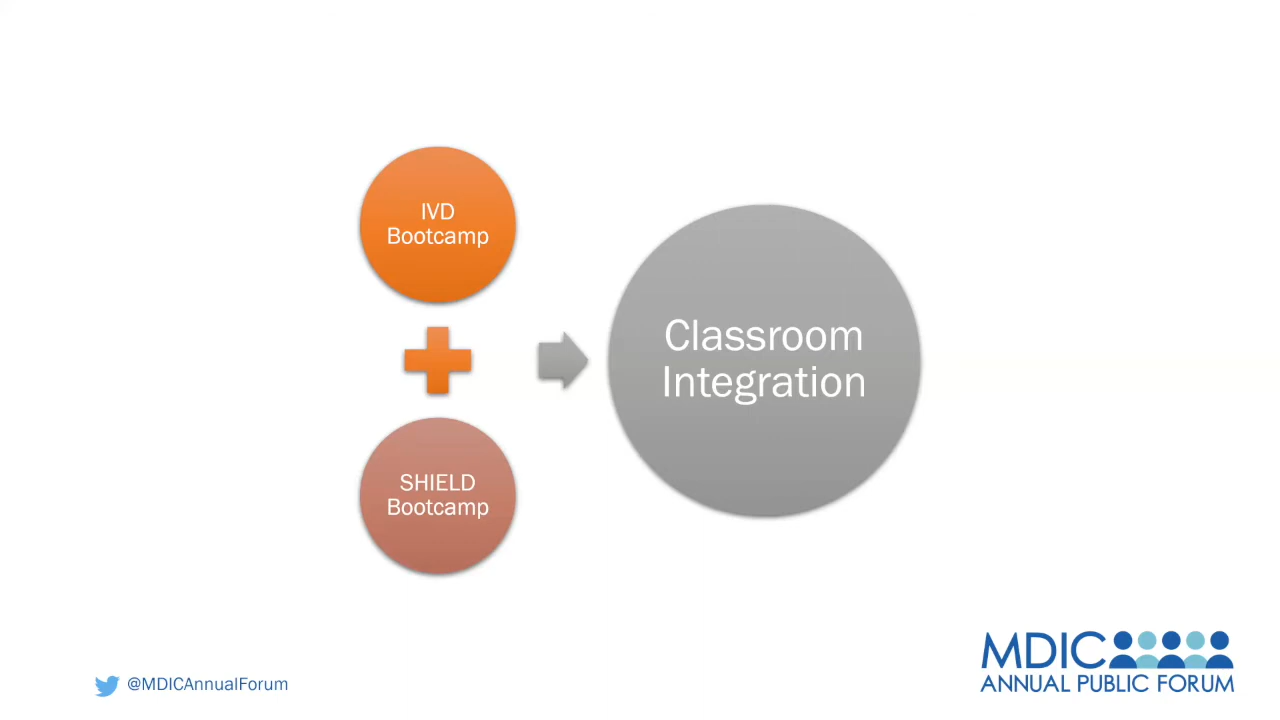 IVD
Bootcamp
SHIELD
Bootcamp
Classroom
Integration
@MDICAnnualForum
MDIC
ANNUAL PUBLIC FORUM